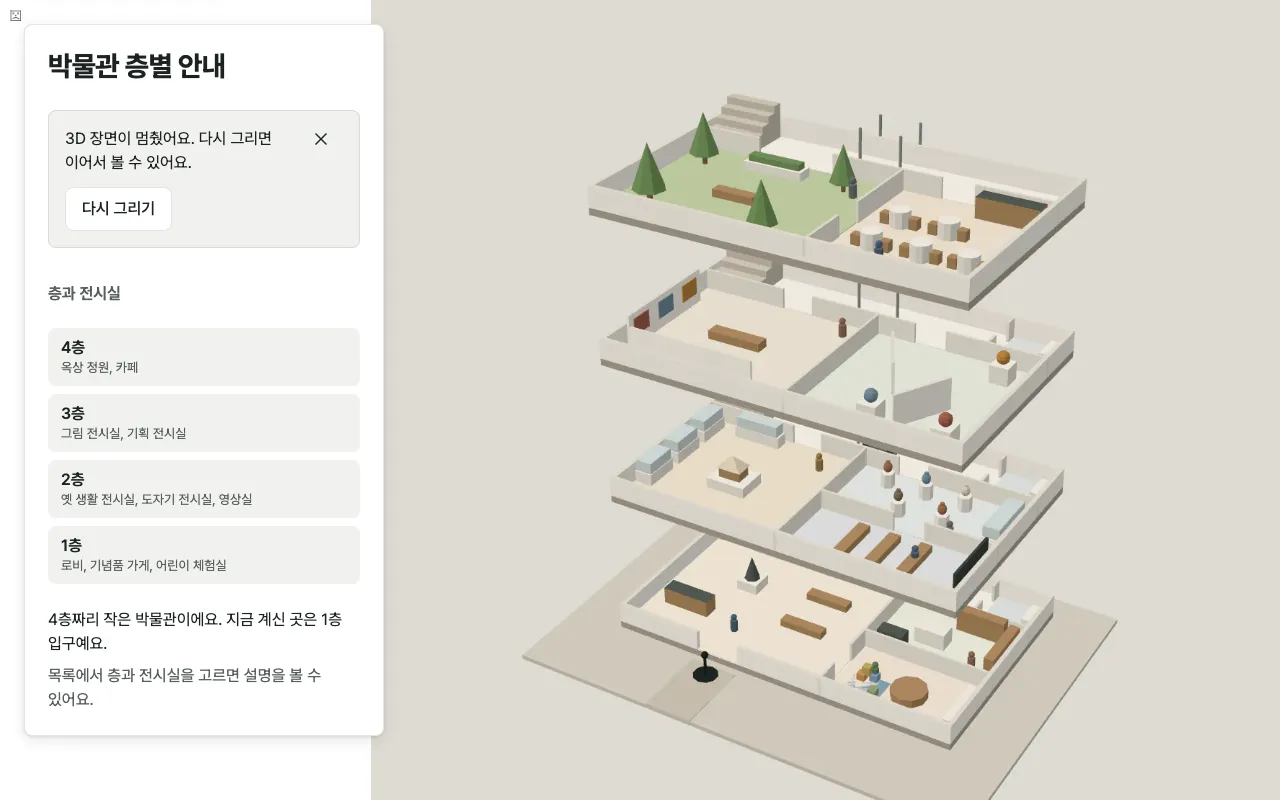 박물관 층별 안내
3D 장면이 멈췄어요. 다시 그리면
이어서 볼 수 있어요.
다시 그리기
층과 전시실
4층
옥상 정원, 카페
3층
그림 전시실, 기획 전시실
2층
옛 생활 전시실, 도자기 전시실, 영상실
1층
로비, 기념품 가게, 어린이 체험실
4층짜리 작은 박물관이에요. 지금 계신 곳은 1층
입구예요.
목록에서 층과 전시실을 고르면 설명을 볼 수
있어요.